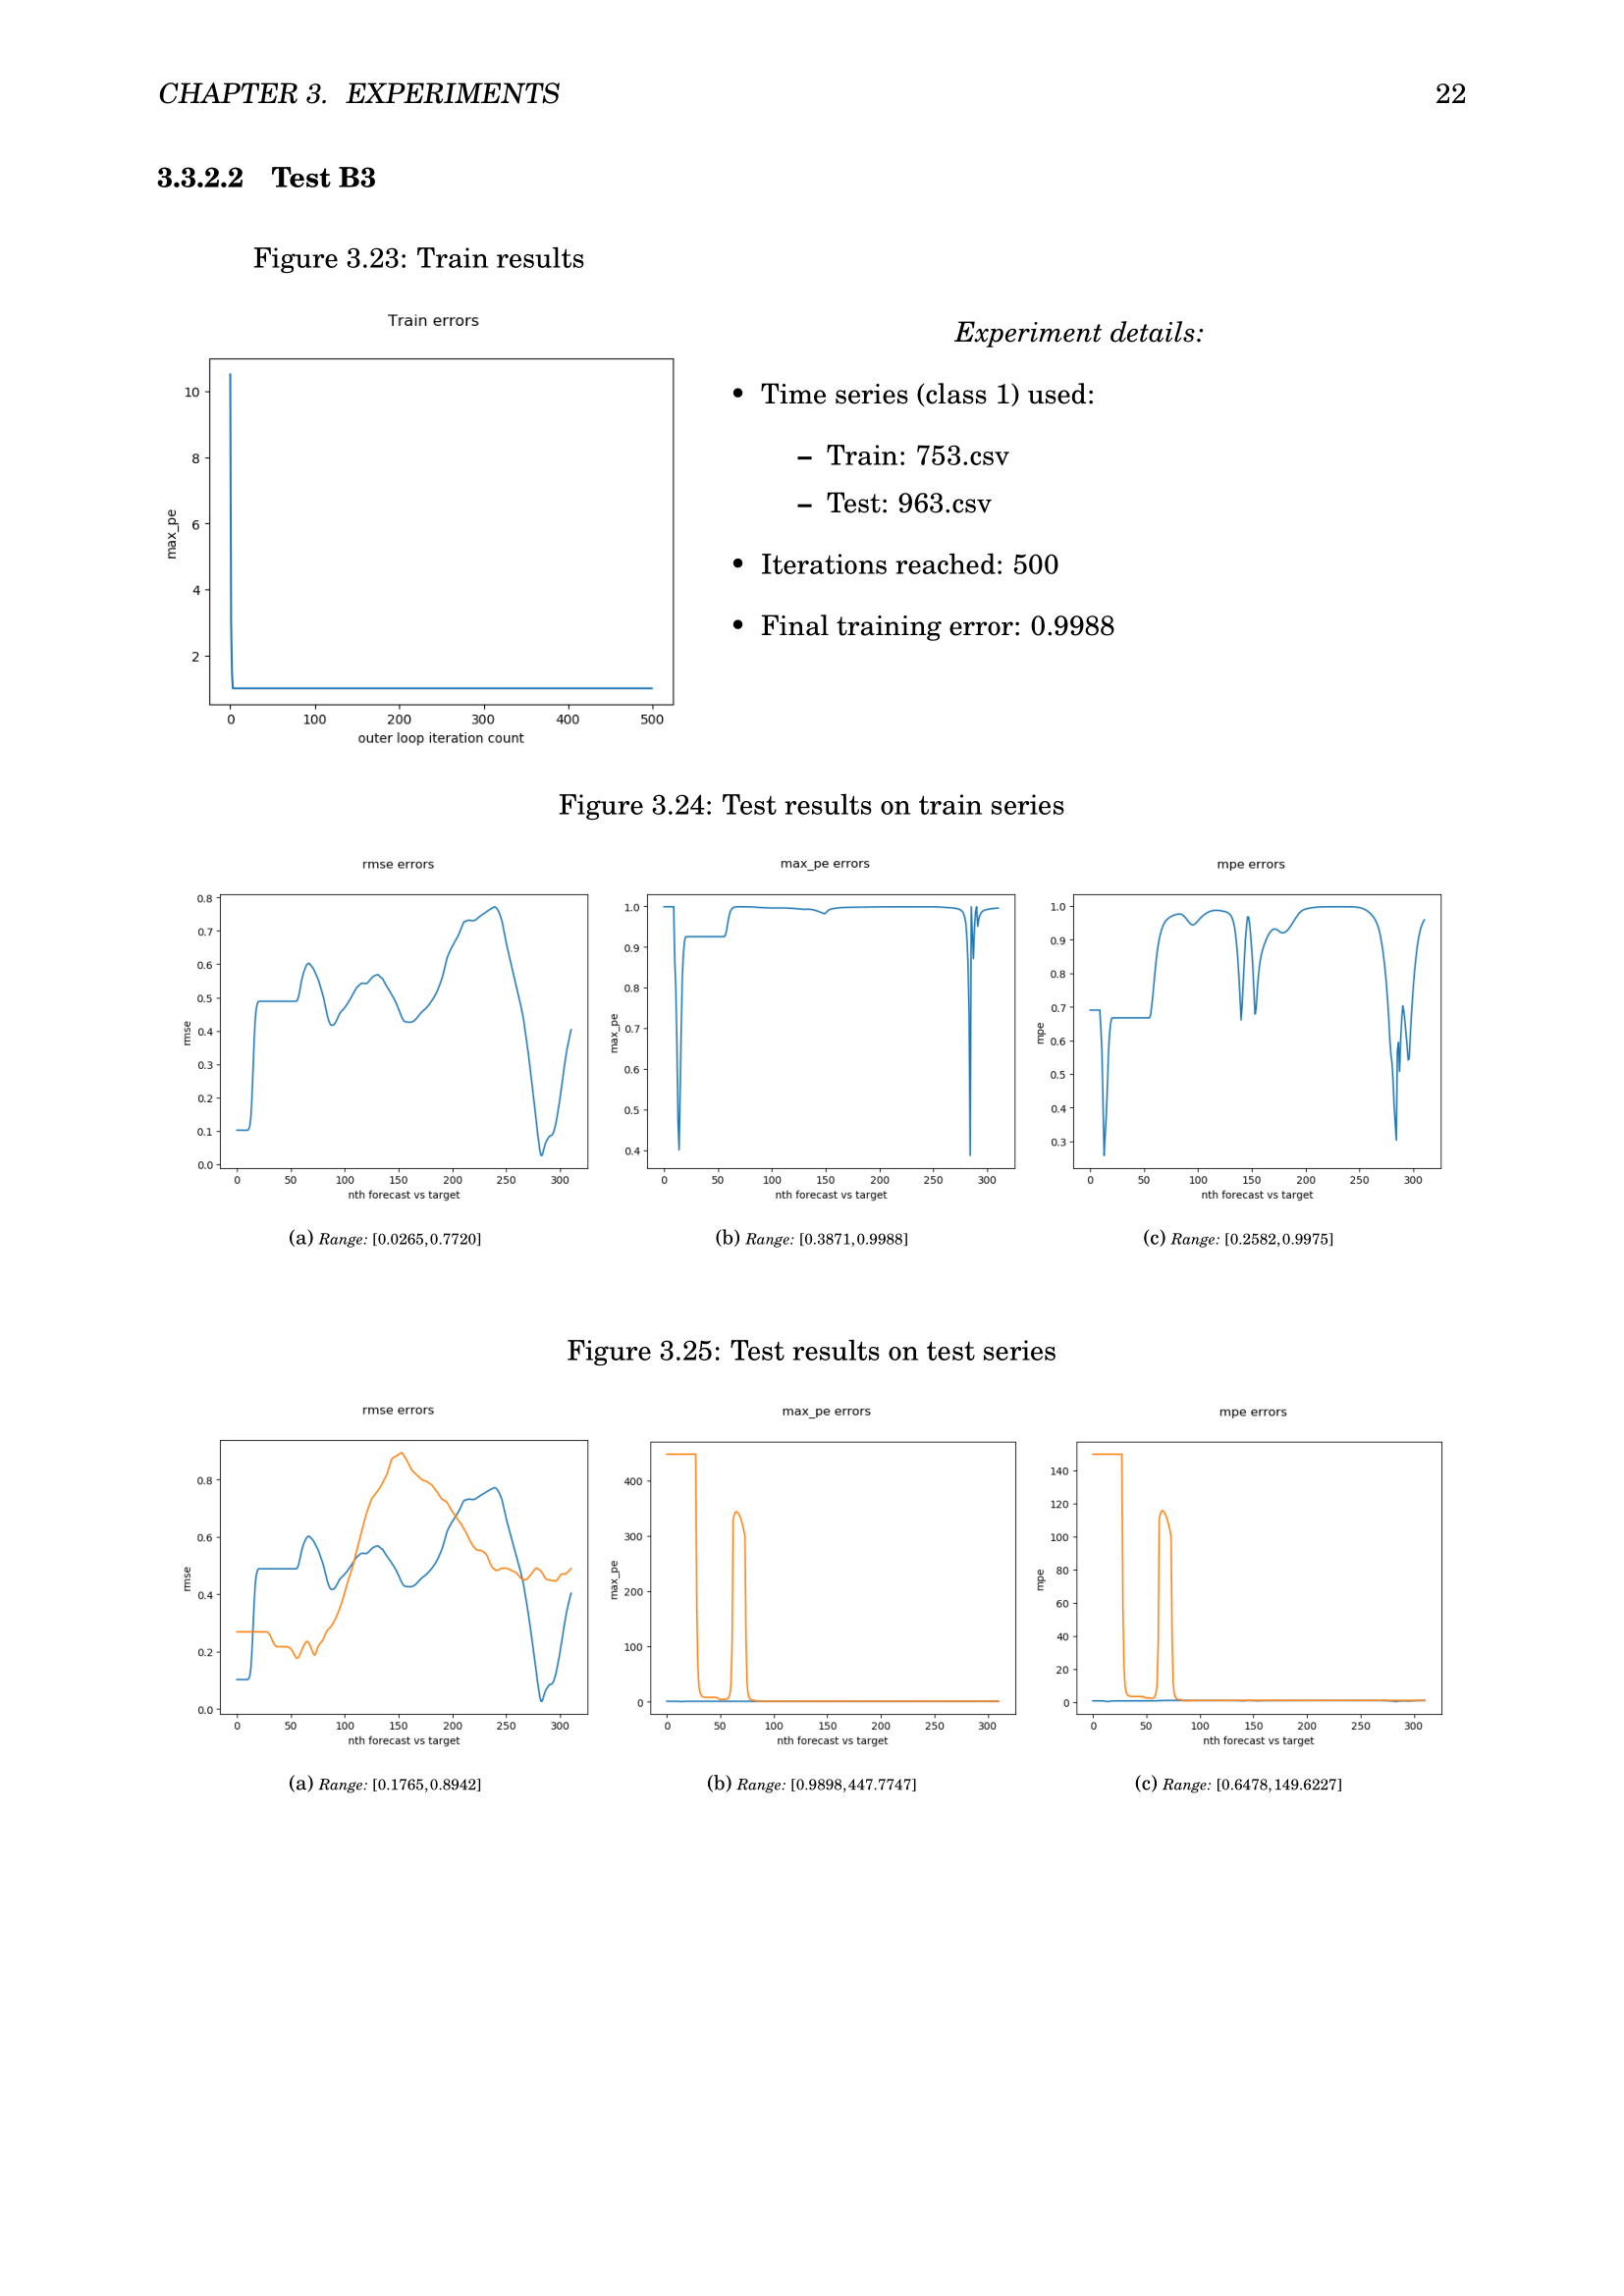 CHAPTER 3. EXPERIMENTS 22
3.3.2.2 Test B3
Figure 3.23: Train results
Train errors
10
8
6
4
2
max_pe
0 100 200 300 400 500
outer loop iteration count
Experiment details:
• Time series (class 1) used:
– Train: 753.csv
– Test: 963.csv
• Iterations reached: 500
• Final training error: 0.9988
Figure 3.24: Test results on train series
rmse errors
0.8
0.7
0.6
0.5
0.4
0.3
0.2
0.1
0.0
rmse
0 50 100 150 200 250 300
nth forecast vs target
(a) Range: [0.0265,0.7720]
max_pe errors
1.0
0.9
0.8
0.7
0.6
0.5
0.4
max_pe
0 50 100 150 200 250 300
nth forecast vs target
(b) Range: [0.3871,0.9988]
mpe errors
1.0
0.9
0.8
0.7
0.6
0.5
0.4
0.3
mpe
0 50 100 150 200 250 300
nth forecast vs target
(c) Range: [0.2582,0.9975]
Figure 3.25: Test results on test series
rmse errors
0.8
0.6
0.4
0.2
0.0
rmse
0 50 100 150 200 250 300
nth forecast vs target
(a) Range: [0.1765,0.8942]
max_pe errors
400
300
200
100
0
max_pe
0 50 100 150 200 250 300
nth forecast vs target
(b) Range: [0.9898,447.7747]
mpe errors
140
120
100
80
60
40
20
0
mpe
0 50 100 150 200 250 300
nth forecast vs target
(c) Range: [0.6478,149.6227]